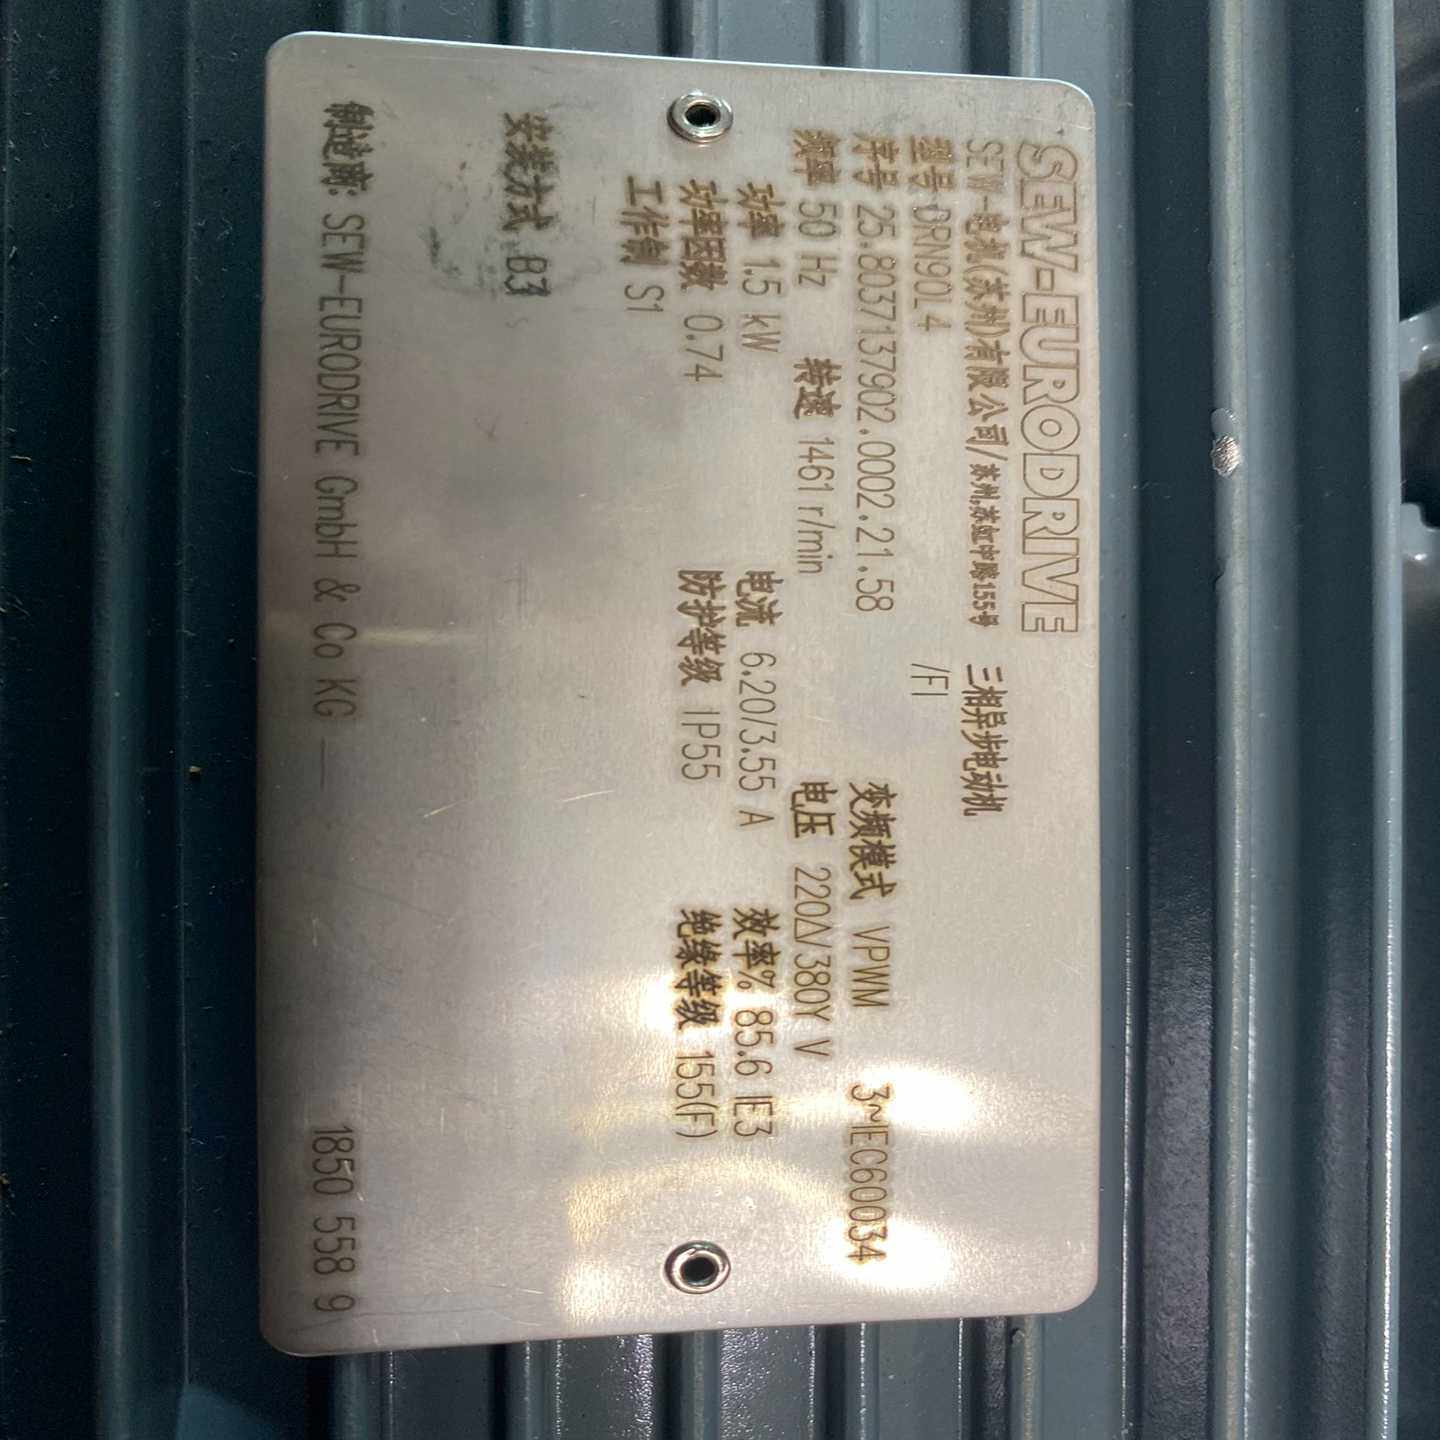 SEW-EURODRIVE
SEW-电机(苏州)有限公司/苏州,苏虹中路155号 三相异步电动机
型号 DRN90L4 /FI
序号 25.8037137902.0002.21.58 变频模式 VPWM 3~IEC60034
频率 50 Hz 转速 1461 r/min 电压 220Δ/380Y V
功率 1.5 kW 电流 6.20/3.55 A 效率% 85.6 IE3
功率因数 0.74 防护等级 IP55 绝缘等级 155(F)
工作制 S1
安装方式 B3
制造商: SEW-EURODRIVE GmbH & Co KG — 1850 558 9